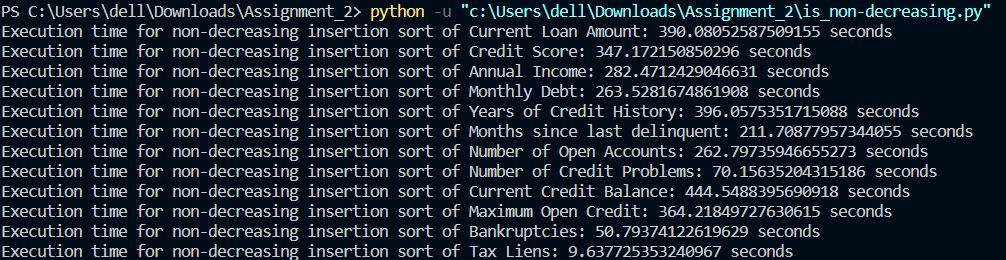 PS C:\Users\dell\Downloads\Assignment_2> python -u "c:\Users\dell\Downloads\Assignment_2\is_non-decreasing.py"
Execution time for non-decreasing insertion sort of Current Loan Amount: 390.08052587509155 seconds
Execution time for non-decreasing insertion sort of Credit Score: 347.172150850296 seconds
Execution time for non-decreasing insertion sort of Annual Income: 282.4712429046631 seconds
Execution time for non-decreasing insertion sort of Monthly Debt: 263.5281674861908 seconds
Execution time for non-decreasing insertion sort of Years of Credit History: 396.0575351715088 seconds
Execution time for non-decreasing insertion sort of Months since last delinquent: 211.70877957344055 seconds
Execution time for non-decreasing insertion sort of Number of Open Accounts: 262.79735946655273 seconds
Execution time for non-decreasing insertion sort of Number of Credit Problems: 70.15635204315186 seconds
Execution time for non-decreasing insertion sort of Current Credit Balance: 444.5488395690918 seconds
Execution time for non-decreasing insertion sort of Maximum Open Credit: 364.21849727630615 seconds
Execution time for non-decreasing insertion sort of Bankruptcies: 50.79374122619629 seconds
Execution time for non-decreasing insertion sort of Tax Liens: 9.637725353240967 seconds